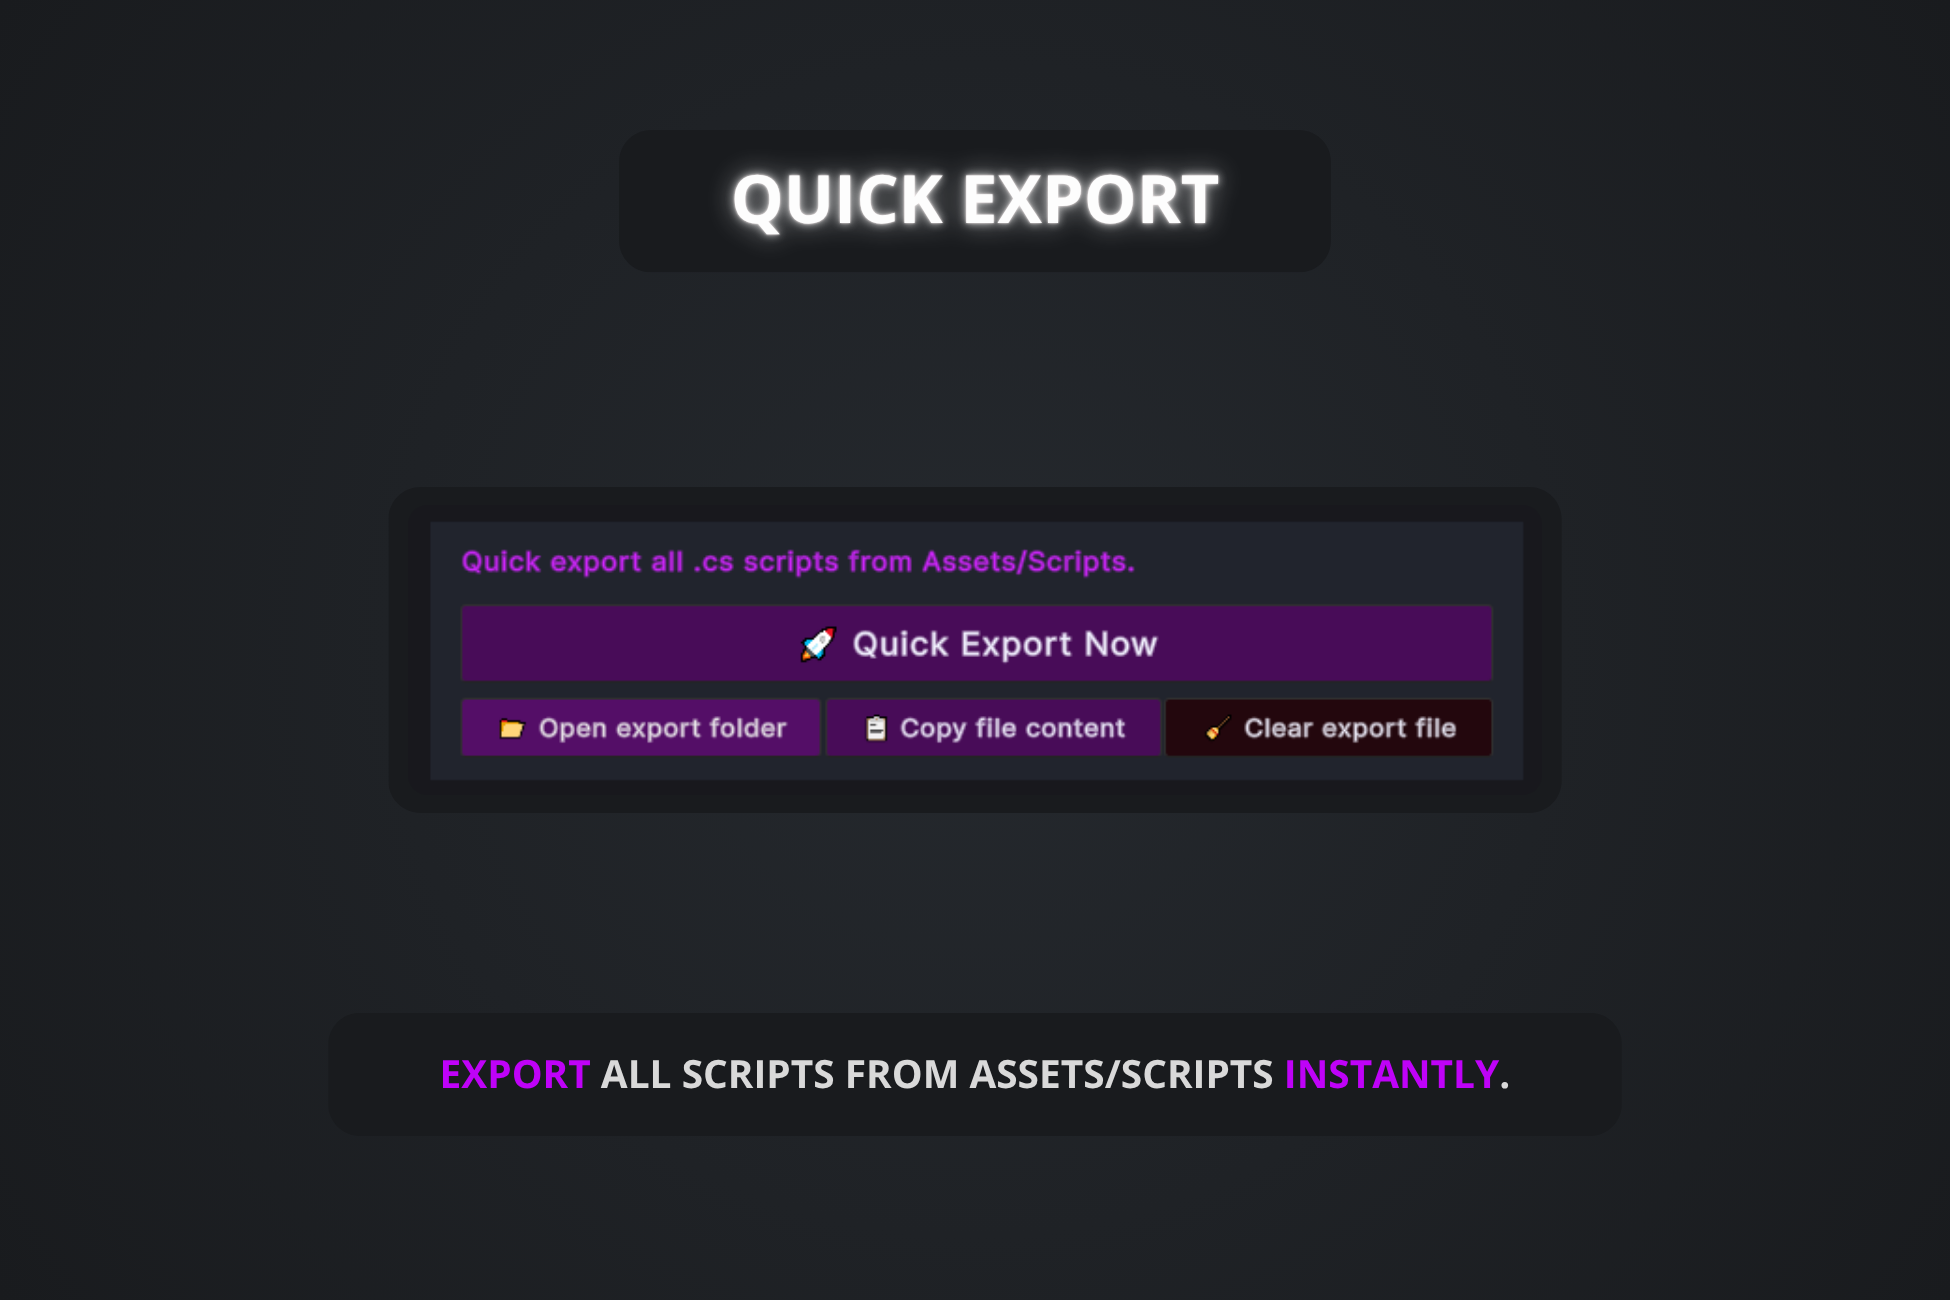 QUICK EXPORT
Quick export all .cs scripts from Assets/Scripts.
🚀 Quick Export Now
📂 Open export folder 📋 Copy file content 🧹 Clear export file
EXPORT ALL SCRIPTS FROM ASSETS/SCRIPTS INSTANTLY.